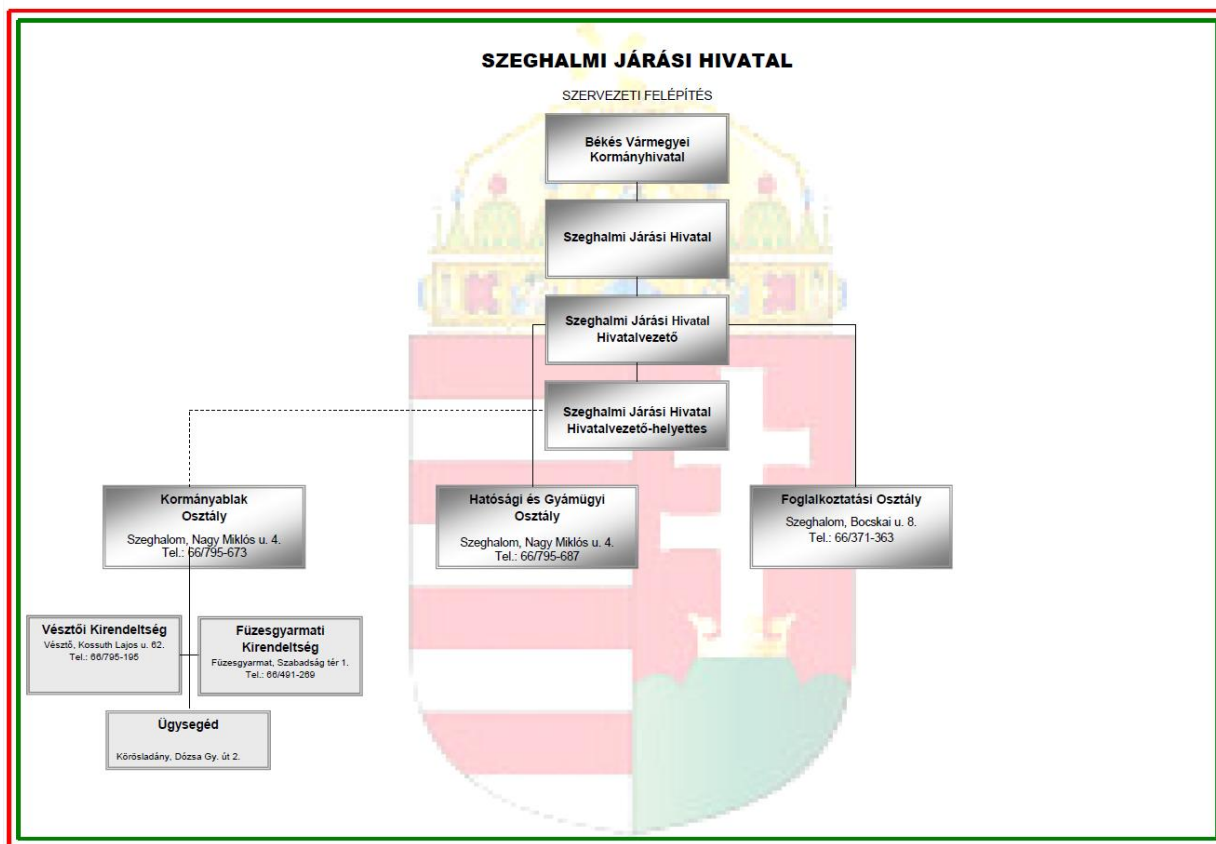 SZEGHALMI JÁRÁSI HIVATAL
SZERVEZETI FELÉPÍTÉS
Békés Vármegyei
Kormányhivatal
Szeghalmi Járási Hivatal
Szeghalmi Járási Hivatal
Hivatalvezető
Szeghalmi Járási Hivatal
Hivatalvezető-helyettes
Kormányablak
Osztály
Szeghalom, Nagy Miklós u. 4.
Tel.: 66/795-673
Hatósági és Gyámügyi
Osztály
Szeghalom, Nagy Miklós u. 4.
Tel.: 66/795-687
Foglalkoztatási Osztály
Szeghalom, Bocskai u. 8.
Tel.: 66/371-363
Vésztői Kirendeltség
Vésztő, Kossuth Lajos u. 62.
Tel.: 66/795-195
Füzesgyarmati
Kirendeltség
Füzesgyarmat, Szabadság tér 1.
Tel.: 66/491-269
Ügysegéd
Körösladány, Dózsa Gy. út 2.